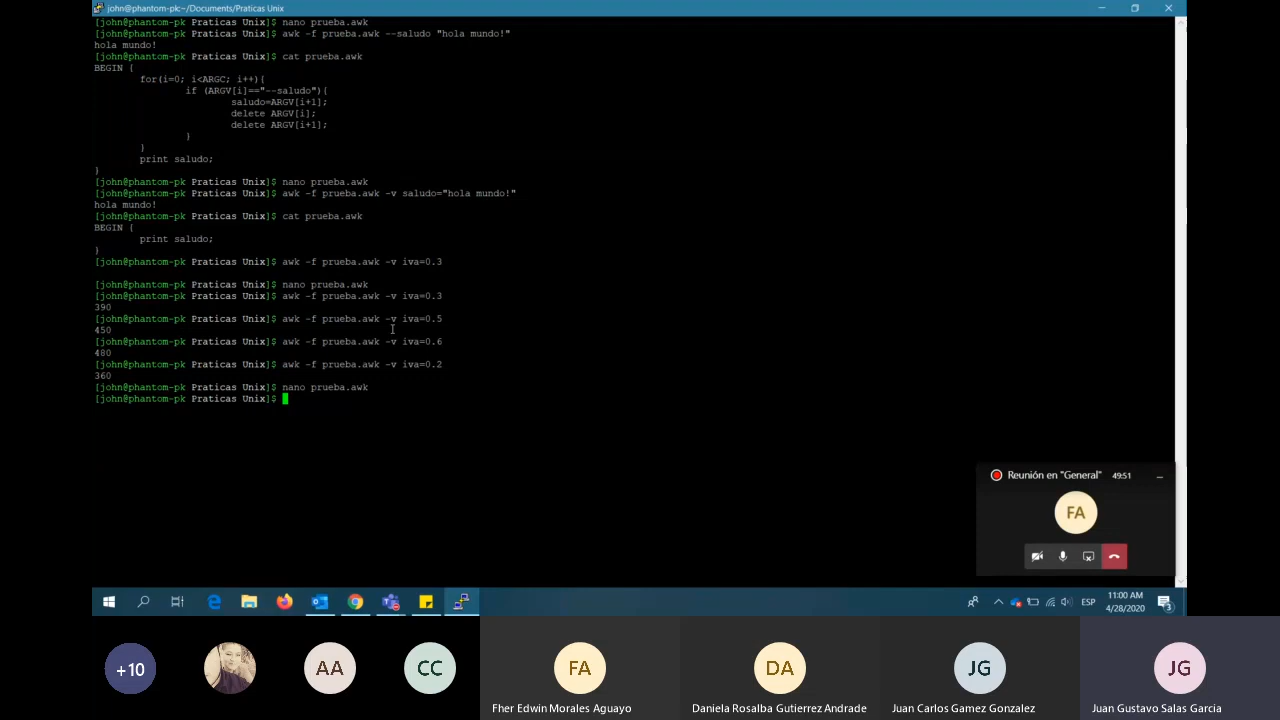 john@phantom-pk:~/Documents/Praticas Unix
[john@phantom-pk Praticas Unix]$ nano prueba.awk
[john@phantom-pk Praticas Unix]$ awk -f prueba.awk --saludo "hola mundo!"
hola mundo!
[john@phantom-pk Praticas Unix]$ cat prueba.awk
BEGIN {
for(i=0; i<ARGC; i++){
if (ARGV[i]=="--saludo"){
saludo=ARGV[i+1];
delete ARGV[i];
delete ARGV[i+1];
}
}
print saludo;
}
[john@phantom-pk Praticas Unix]$ nano prueba.awk
[john@phantom-pk Praticas Unix]$ awk -f prueba.awk -v saludo="hola mundo!"
hola mundo!
[john@phantom-pk Praticas Unix]$ cat prueba.awk
BEGIN {
print saludo;
}
[john@phantom-pk Praticas Unix]$ awk -f prueba.awk -v iva=0.3
[john@phantom-pk Praticas Unix]$ nano prueba.awk
[john@phantom-pk Praticas Unix]$ awk -f prueba.awk -v iva=0.3
390
[john@phantom-pk Praticas Unix]$ awk -f prueba.awk -v iva=0.5
450
[john@phantom-pk Praticas Unix]$ awk -f prueba.awk -v iva=0.6
480
[john@phantom-pk Praticas Unix]$ awk -f prueba.awk -v iva=0.2
360
[john@phantom-pk Praticas Unix]$ nano prueba.awk
[john@phantom-pk Praticas Unix]$
Reunión en "General" 49:51
FA
ESP
11:00 AM
4/28/2020
3
+10
AA
CC
FA
DA
JG
JG
Fher Edwin Morales Aguayo
Daniela Rosalba Gutierrez Andrade
Juan Carlos Gamez Gonzalez
Juan Gustavo Salas Garcia